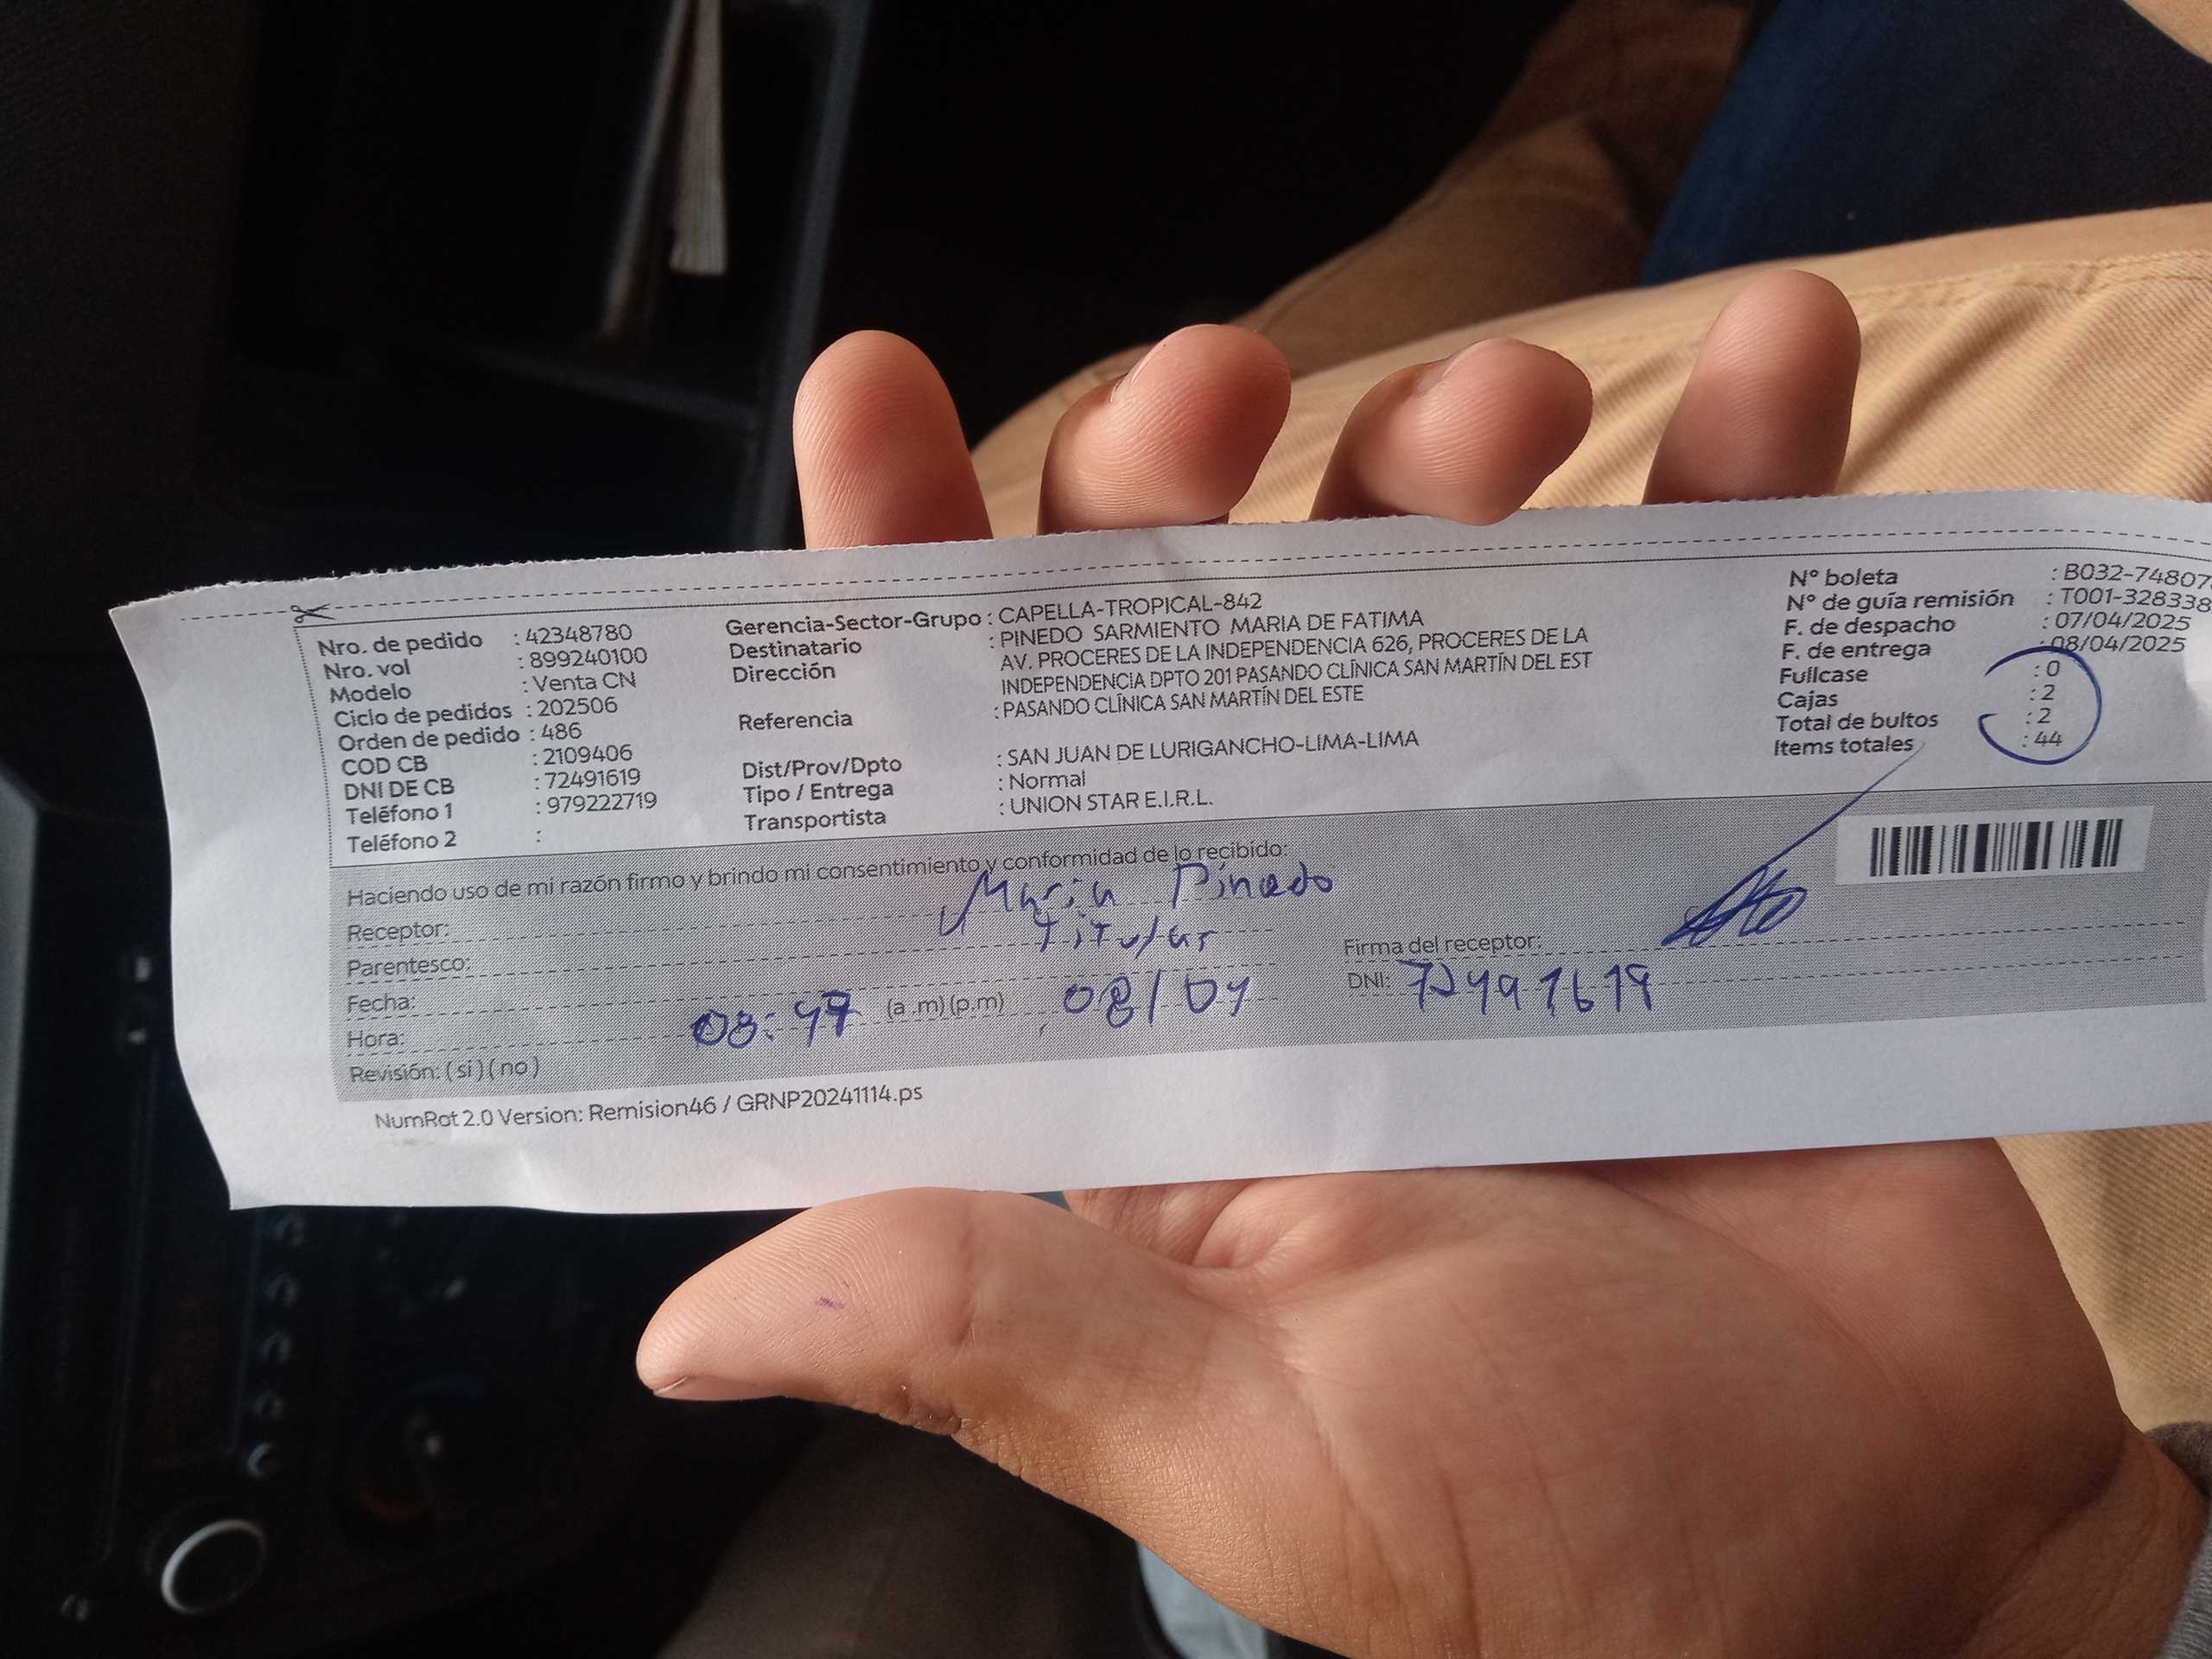 Nro. de pedido : 42348780
Nro. vol : 899240100
Modelo : Venta CN
Ciclo de pedidos : 202506
Orden de pedido : 486
COD CB : 2109406
DNI DE CB : 72491619
Teléfono 1 : 979222719
Teléfono 2 :
Gerencia-Sector-Grupo : CAPELLA-TROPICAL-842
Destinatario : PINEDO SARMIENTO MARIA DE FATIMA
Dirección AV. PROCERES DE LA INDEPENDENCIA 626, PROCERES DE LA
INDEPENDENCIA DPTO 201 PASANDO CLÍNICA SAN MARTÍN DEL EST
Referencia : PASANDO CLÍNICA SAN MARTÍN DEL ESTE
Dist/Prov/Dpto : SAN JUAN DE LURIGANCHO-LIMA-LIMA
Tipo / Entrega : Normal
Transportista : UNION STAR E.I.R.L.
N° boleta : B032-74807
N° de guía remisión : T001-328338
F. de despacho : 07/04/2025
F. de entrega : 08/04/2025
Fullcase : 0
Cajas : 2
Total de bultos : 2
Items totales : 44
Haciendo uso de mi razón firmo y brindo mi consentimiento y conformidad de lo recibido:
Receptor: Maria Pinedo
Parentesco: Titular
Fecha: 08/04
Hora: 08:47 (a.m)(p.m)
Revisión: (si)(no)
Firma del receptor:
DNI: 72491619
NumRot 2.0 Version: Remision46 / GRNP20241114.ps